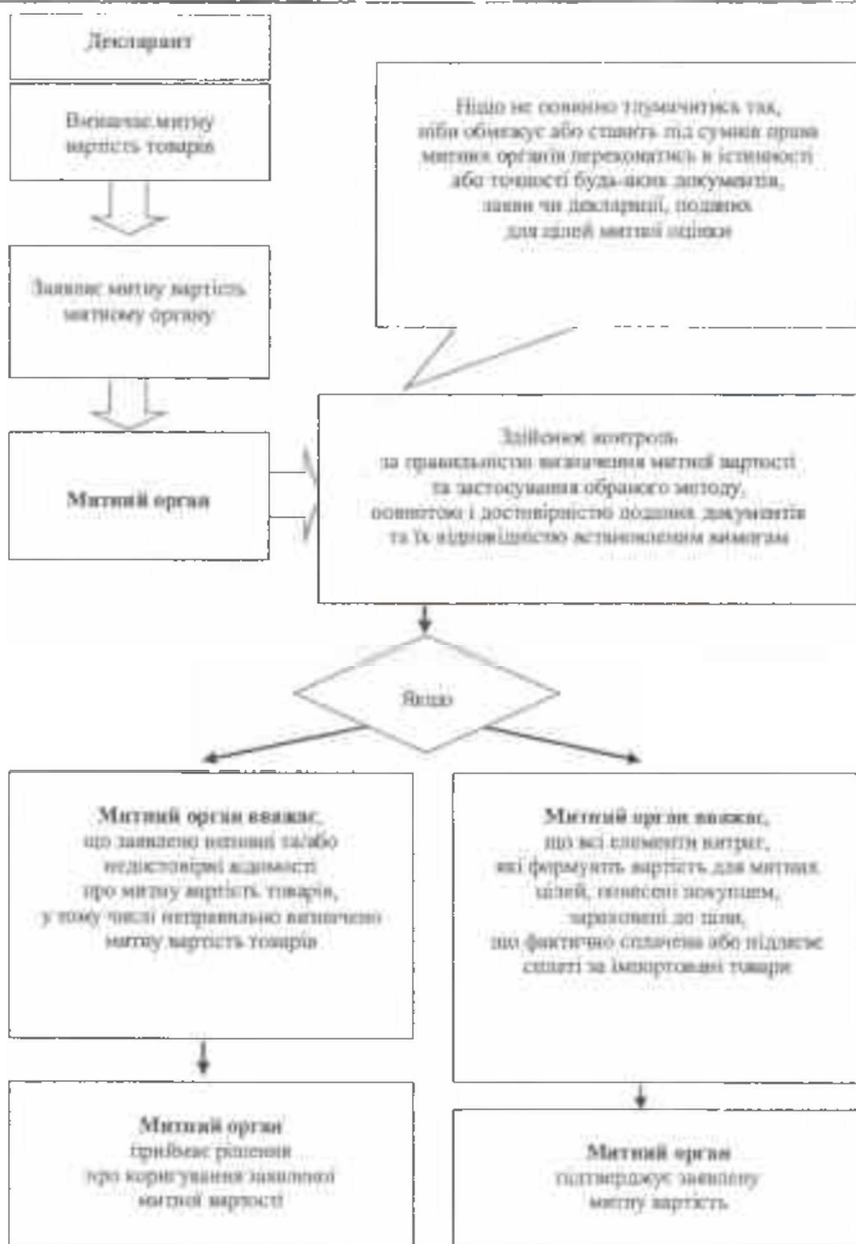 Декларант
Визначає митну
вартість товарів
Ніщо не повинно тлумачитись так,
ніби обмежує або ставить під сумнів права
митних органів переконатись в істинності
або точності будь-яких документів,
заяви чи декларації, поданих
для цілей митної оцінки
Заявляє митну вартість
митному органу
Митний орган
Здійснює контроль
за правильністю визначення митної вартості
та застосування обраного методу,
повнотою і достовірністю поданих документів
та їх відповідністю встановленим вимогам
Якщо
Митний орган вважає,
що заявлено неповні та/або
недостовірні відомості
про митну вартість товарів,
у тому числі неправильно визначено
митну вартість товарів
Митний орган вважає,
що всі елементи витрат,
які формують вартість для митних
цілей, понесені покупцем,
зараховані до ціни,
що фактично сплачена або підлягає
сплаті за імпортовані товари
Митний орган
приймає рішення
про коригування заявленої
митної вартості
Митний орган
підтверджує заявлену
митну вартість